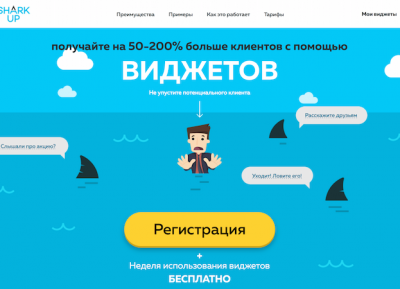 SHARK
UP
Преимущества Примеры Как это работает Тарифы Мои виджеты
получайте на 50-200% больше клиентов с помощью
ВИДЖЕТОВ
Не упустите потенциального клиента
Расскажите друзьям
Слышали про акцию?
Уходит! Ловите его!
Регистрация
+
Неделя использования виджетов
БЕСПЛАТНО